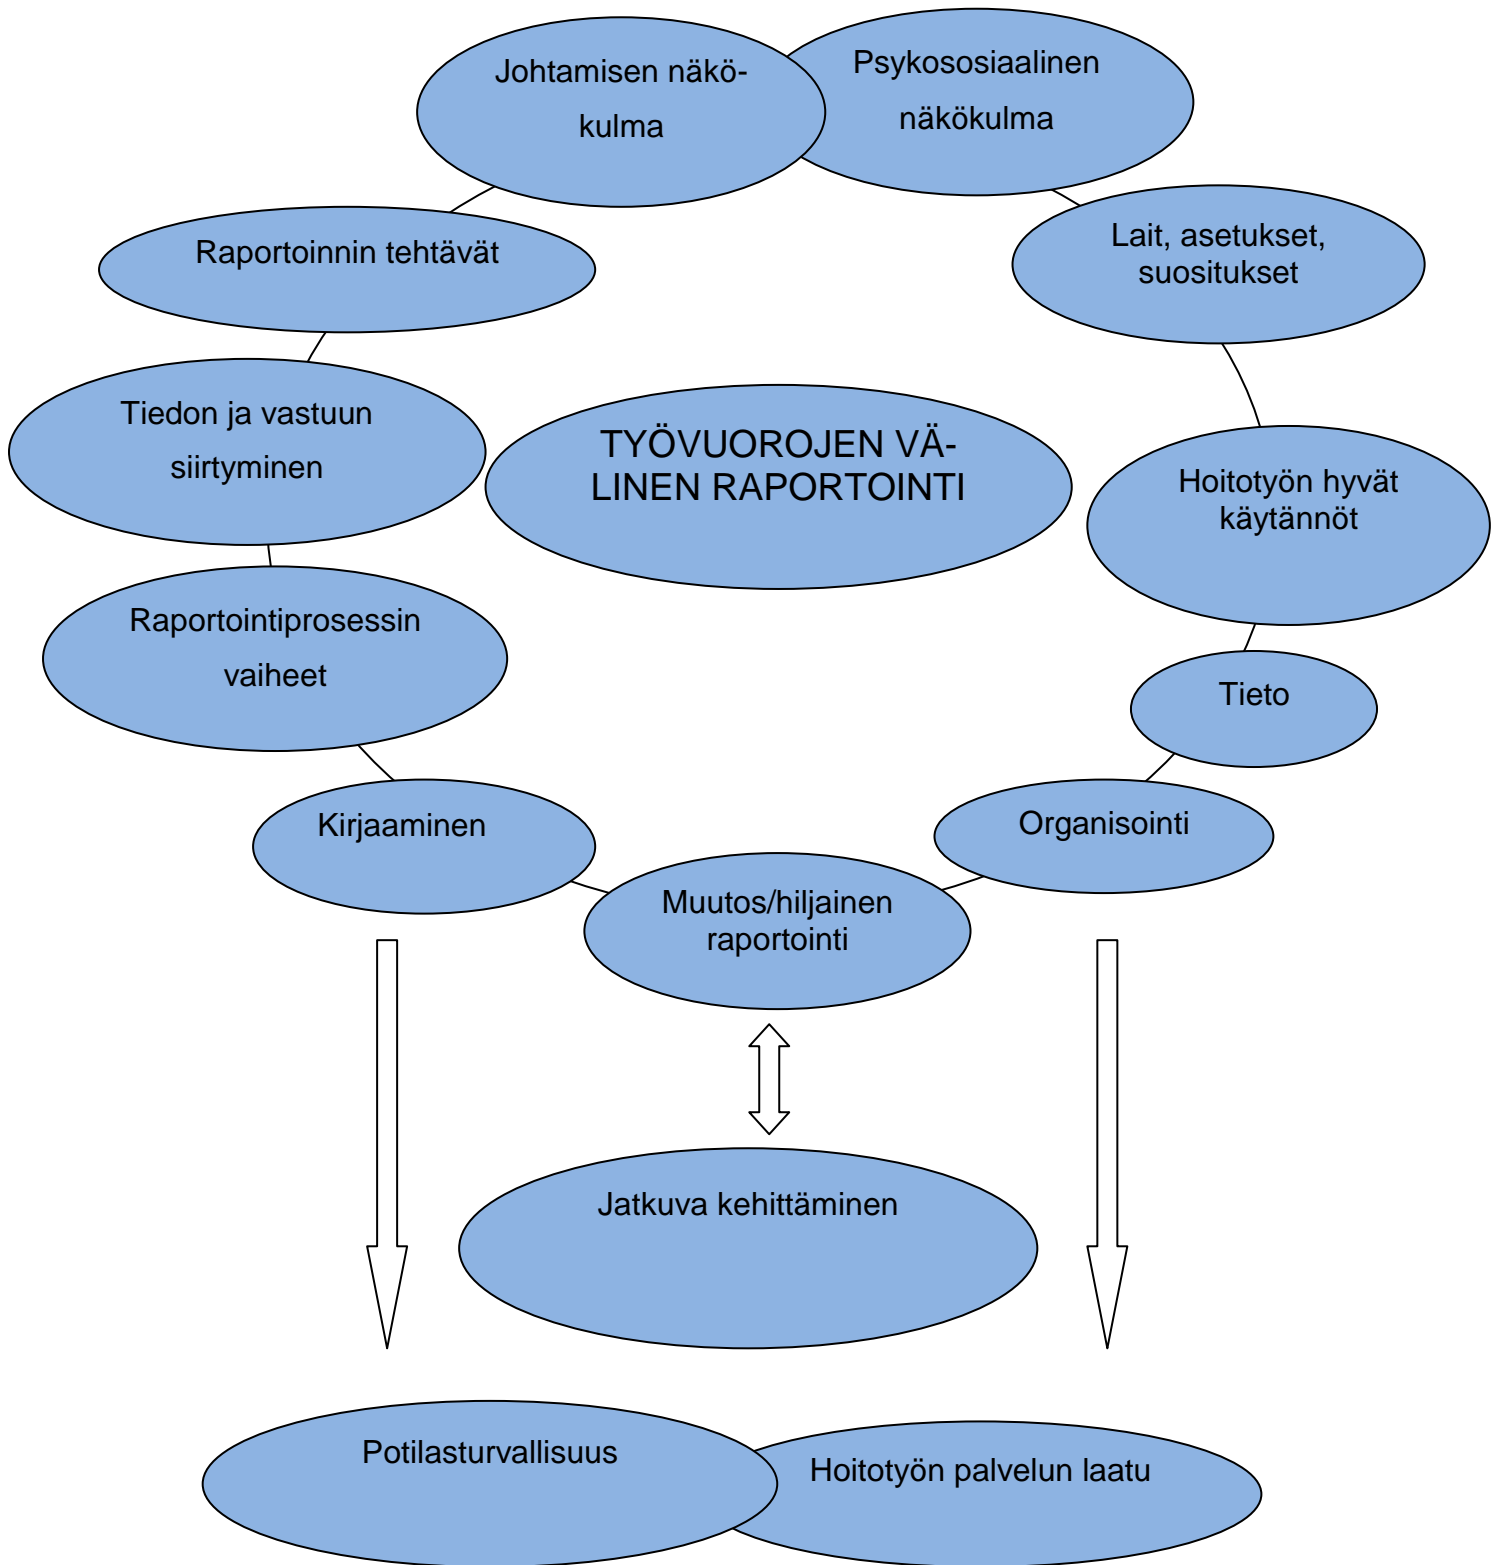 Johtamisen näkö-
kulma
Psykososiaalinen
näkökulma
Raportoinnin tehtävät
Lait, asetukset,
suositukset
Tiedon ja vastuun
siirtyminen
TYÖVUOROJEN VÄ-
LINEN RAPORTOINTI
Hoitotyön hyvät
käytännöt
Raportointiprosessin
vaiheet
Tieto
Kirjaaminen
Organisointi
Muutos/hiljainen
raportointi
Jatkuva kehittäminen
Potilasturvallisuus
Hoitotyön palvelun laatu